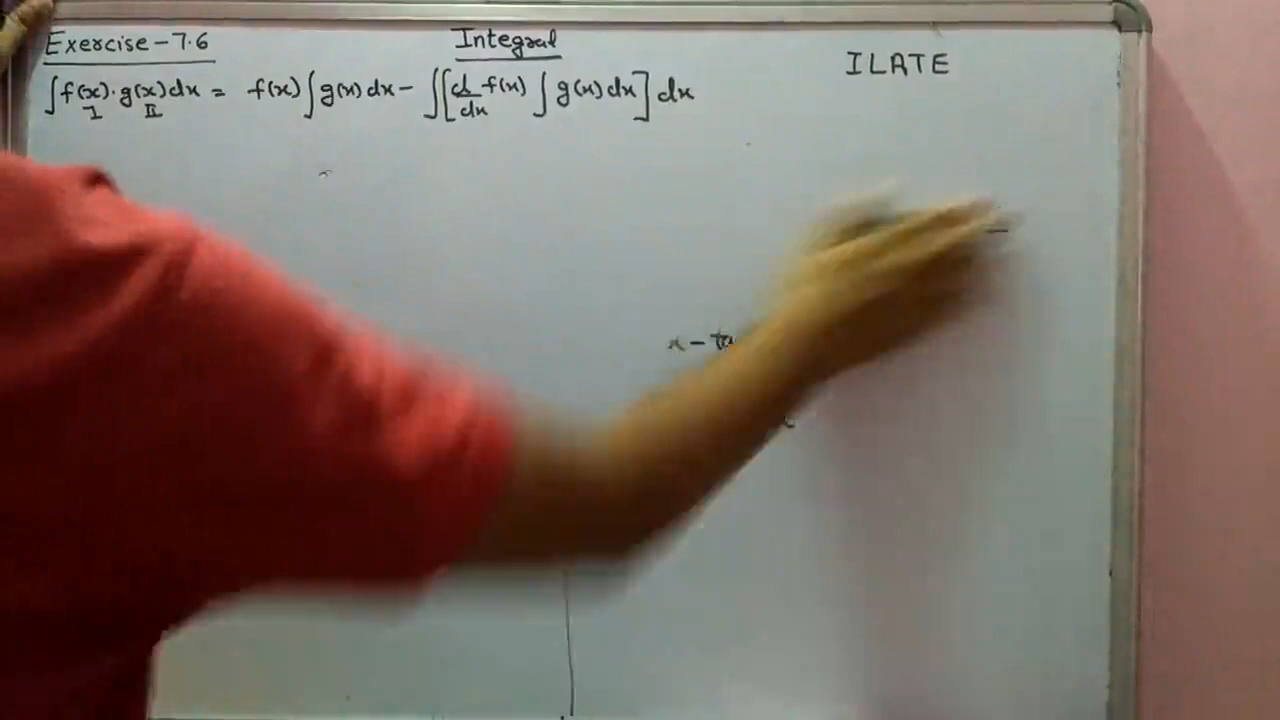 Exercise-7.6
Integral
ILATE
∫f(x)·g(x)dx = f(x)∫g(x)dx - ∫[d/dx f(x) ∫g(x)dx]dx
I II
x -